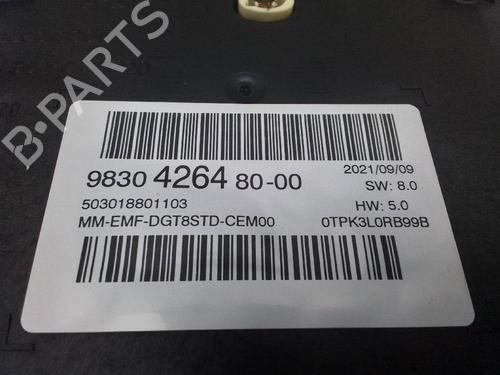 B-PARTS
9830 4264 80-00
2021/09/09
SW: 8.0
503018801103
HW: 5.0
MM-EMF-DGT8STD-CEM00
0TPK3L0RB99B